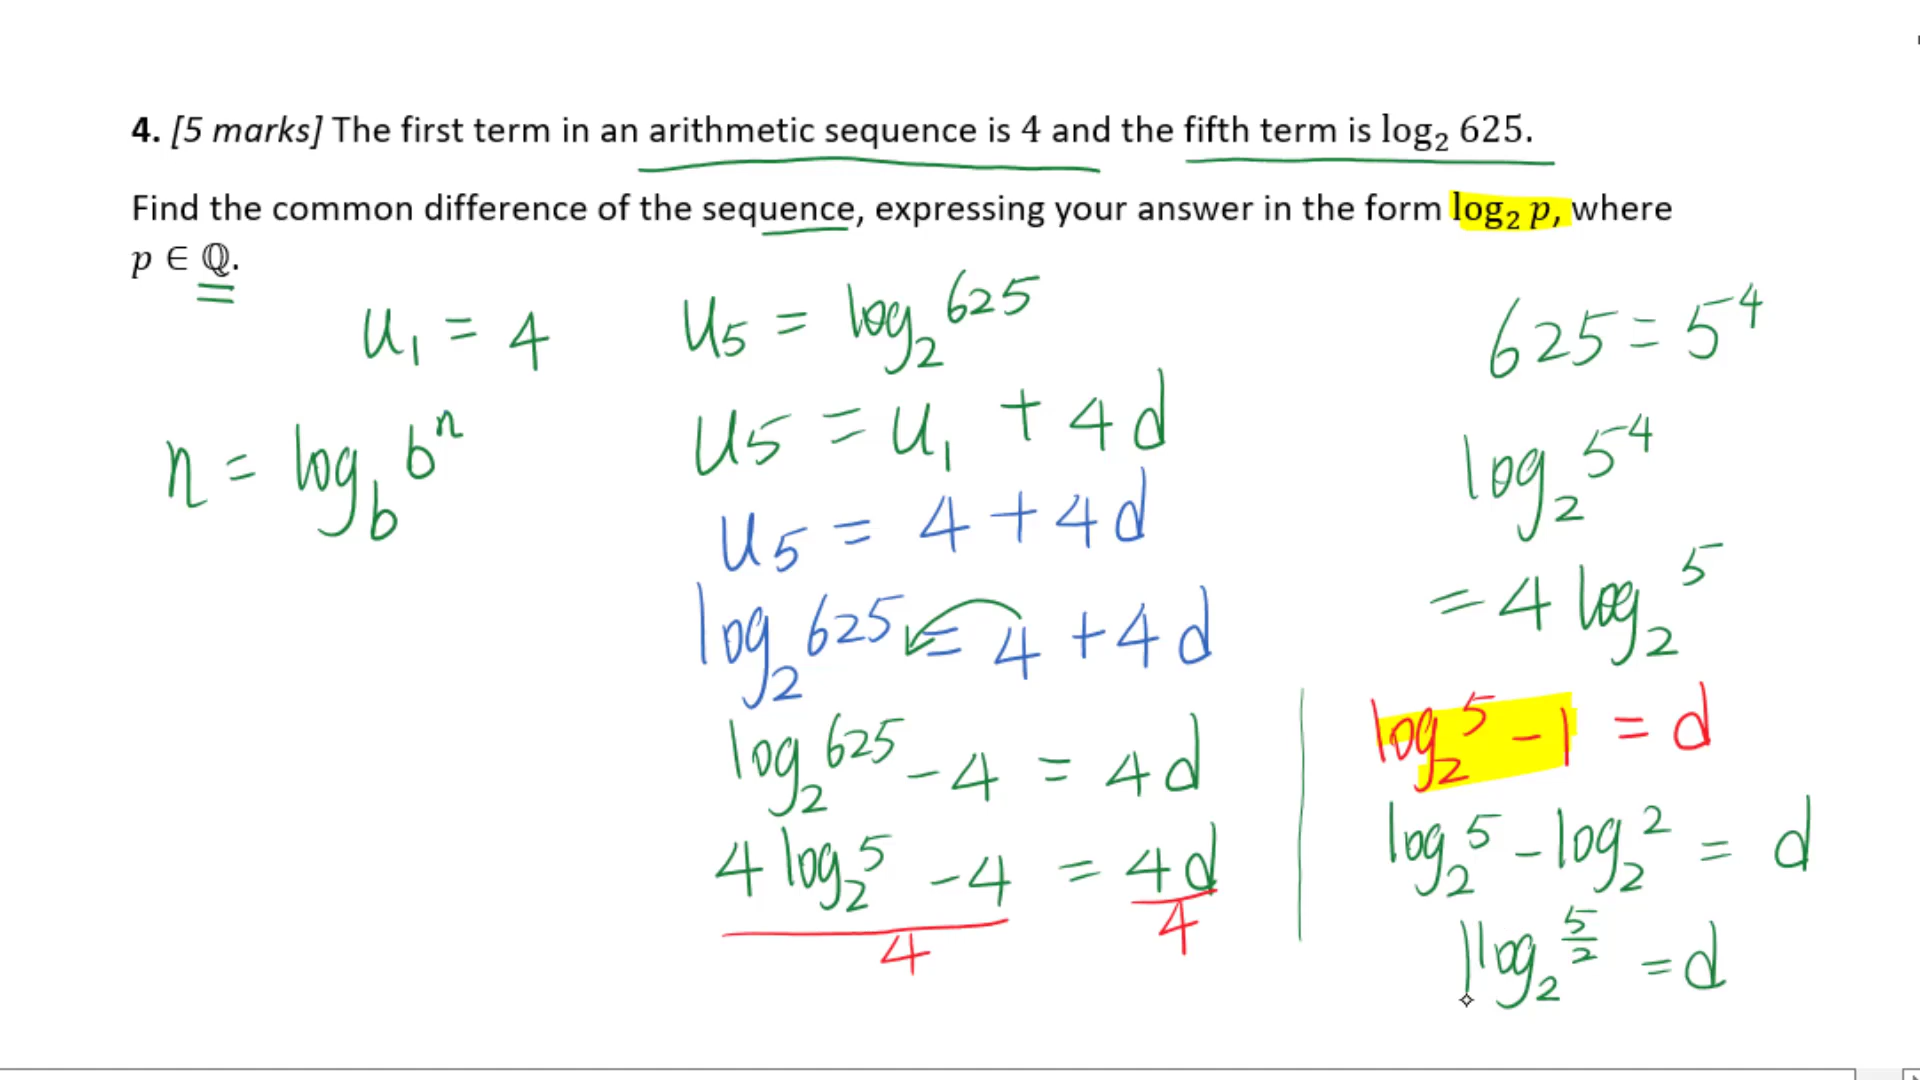 4. [5 marks] The first term in an arithmetic sequence is 4 and the fifth term is log₂ 625.
Find the common difference of the sequence, expressing your answer in the form log₂ p, where
p ∈ ℚ.
u₁ = 4
n = log_b bⁿ
u₅ = log₂ 625
u₅ = u₁ + 4d
u₅ = 4 + 4d
log₂ 625 = 4 + 4d
log₂ 625 - 4 = 4d
4 log₂ 5 - 4 = 4d
4 4
625 = 5⁴
log₂ 5⁴
= 4 log₂ 5
log₂ 5 - 1 = d
log₂ 5 - log₂ 2 = d
log₂ 5/2 = d